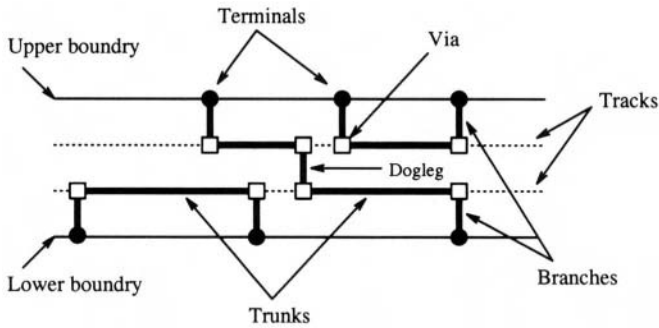 Terminals
Upper boundry
Via
Tracks
Dogleg
Lower boundry
Trunks
Branches